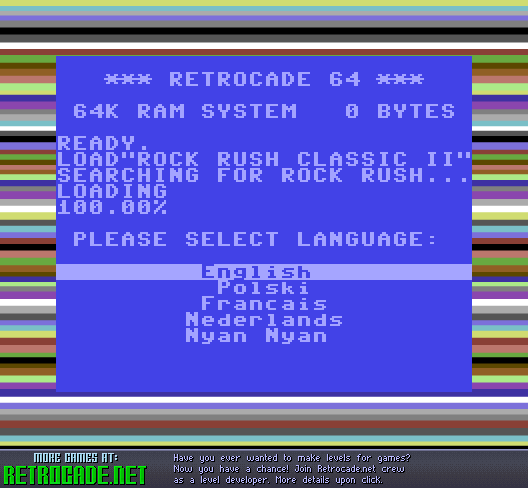 *** RETROCADE 64 ***
64K RAM SYSTEM 0 BYTES
READY.
LOAD"ROCK RUSH CLASSIC II"
SEARCHING FOR ROCK RUSH...
LOADING
100.00%
PLEASE SELECT LANGUAGE:
English
Polski
Francais
Nederlands
Nyan Nyan
MORE GAMES AT:
RETROCADE.NET
Have you ever wanted to make levels for games?
Now you have a chance! Join Retrocade.net crew
as a level developer. More details upon click.